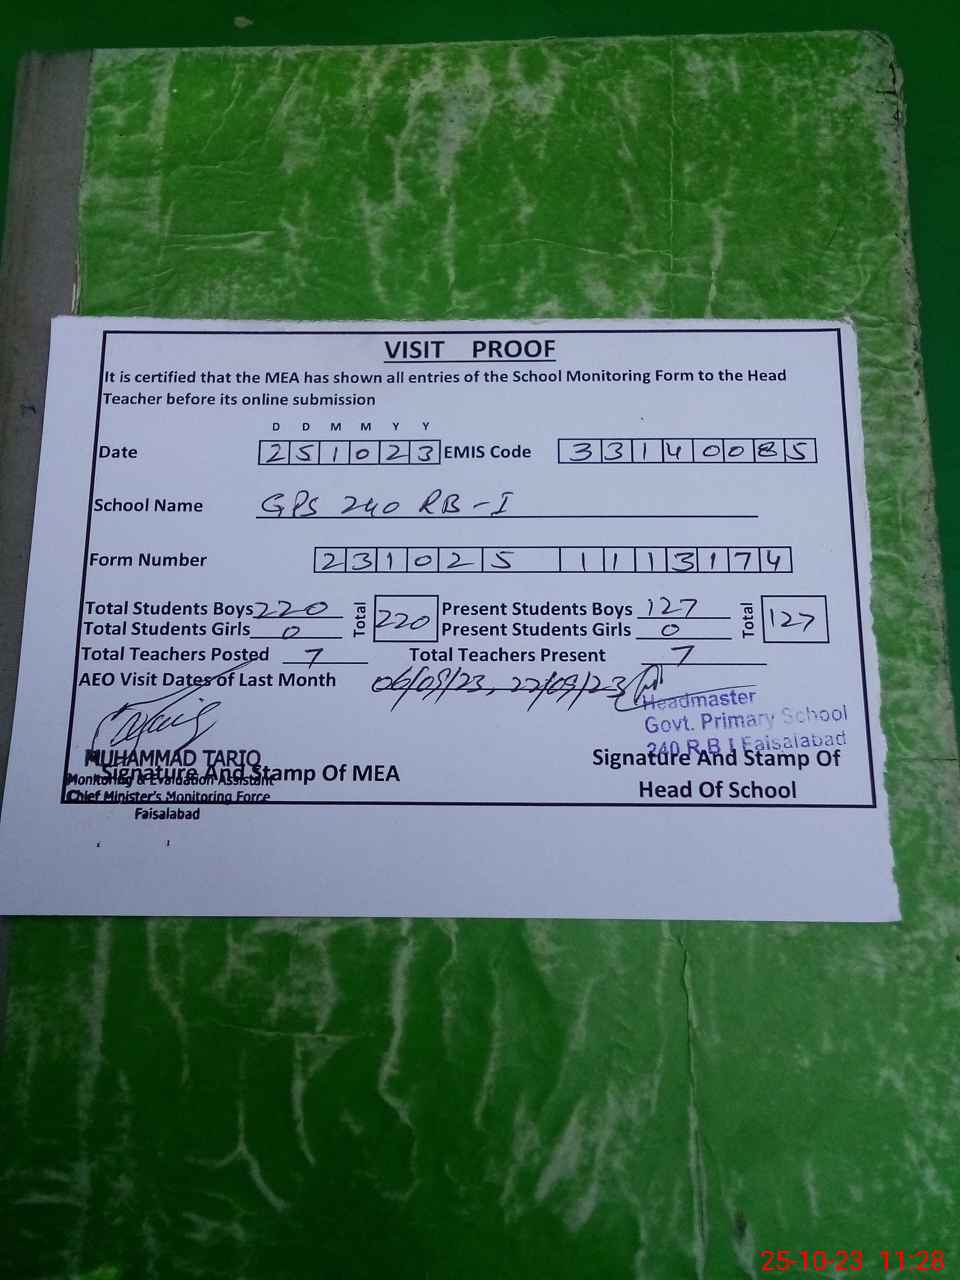 VISIT PROOF
It is certified that the MEA has shown all entries of the School Monitoring Form to the Head
Teacher before its online submission
D D M M Y Y
Date 2 5 1 0 2 3 EMIS Code 3 3 1 4 0 0 8 5
School Name GPS 240 RB-I
Form Number 2 3 1 0 2 5 1 1 1 3 1 7 4
Total Students Boys 220 Total 220 Present Students Boys 127 Total 127
Total Students Girls 0 Present Students Girls 0
Total Teachers Posted 7 Total Teachers Present 7
AEO Visit Dates of Last Month 06/09/23, 22/09/23
Headmaster
Govt. Primary School
240 R.B I Faisalabad
MUHAMMAD TARIQ
Signature And Stamp Of MEA
Monitoring & Evaluation Assistant
Chief Minister's Monitoring Force
Faisalabad
Signature And Stamp Of
Head Of School
25-10-23 11:28